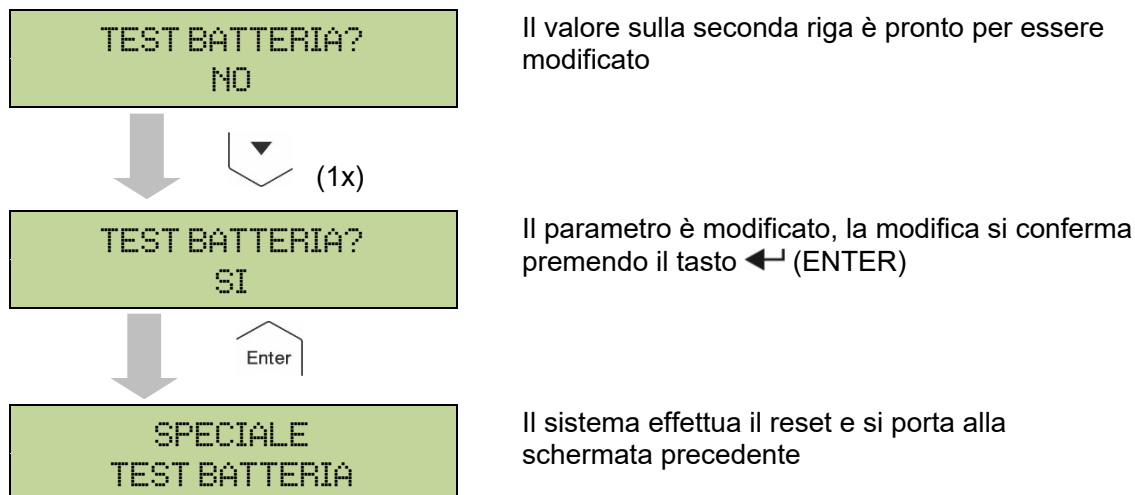 TEST BATTERIA?
NO
Il valore sulla seconda riga è pronto per essere
modificato
(1x)
TEST BATTERIA?
SI
Il parametro è modificato, la modifica si conferma
premendo il tasto (ENTER)
Enter
SPECIALE
TEST BATTERIA
Il sistema effettua il reset e si porta alla
schermata precedente